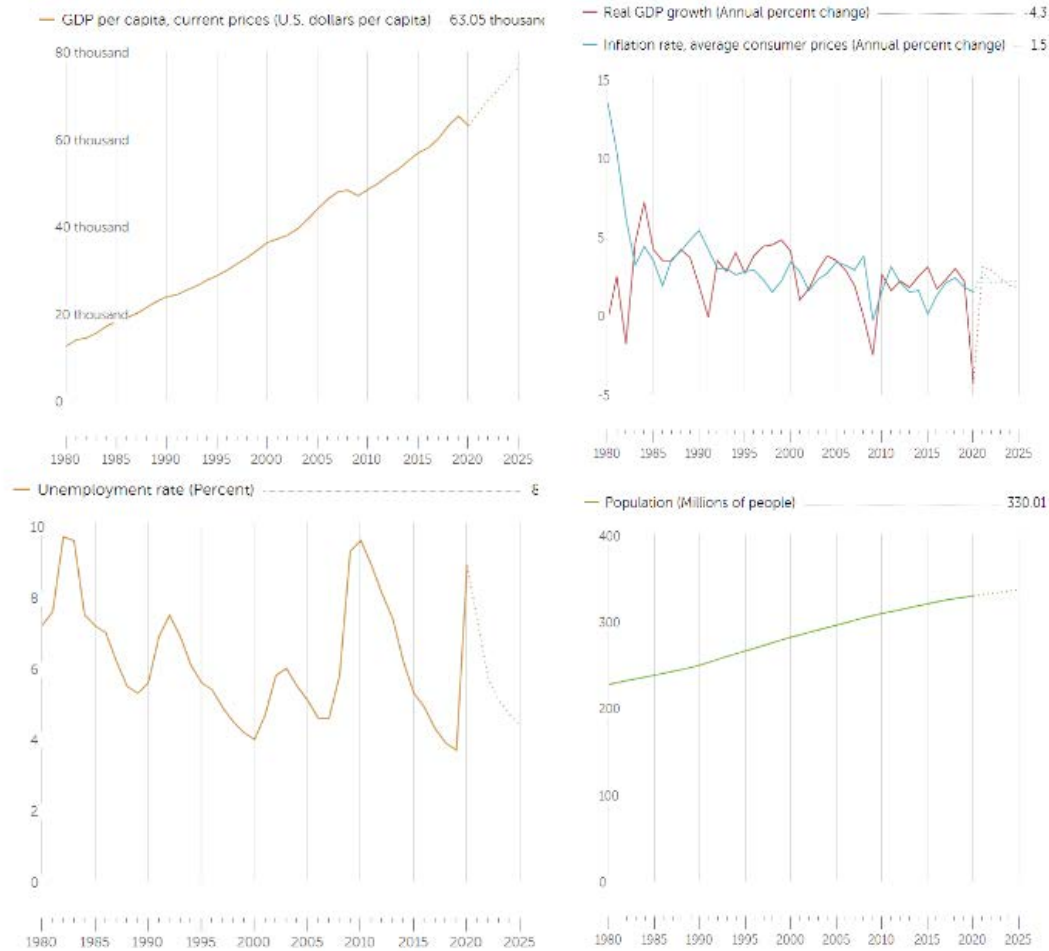 GDP per capita, current prices (U.S. dollars per capita) 63.05 thousand
80 thousand
60 thousand
40 thousand
20 thousand
0
1980 1985 1990 1995 2000 2005 2010 2015 2020 2025
Real GDP growth (Annual percent change) -4.3
Inflation rate, average consumer prices (Annual percent change) 1.5
15
10
5
0
-5
1980 1985 1990 1995 2000 2005 2010 2015 2020 2025
Unemployment rate (Percent)
10
8
6
4
2
0
1980 1985 1990 1995 2000 2005 2010 2015 2020 2025
Population (Millions of people) 330.01
400
300
200
100
0
1980 1985 1990 1995 2000 2005 2010 2015 2020 2025